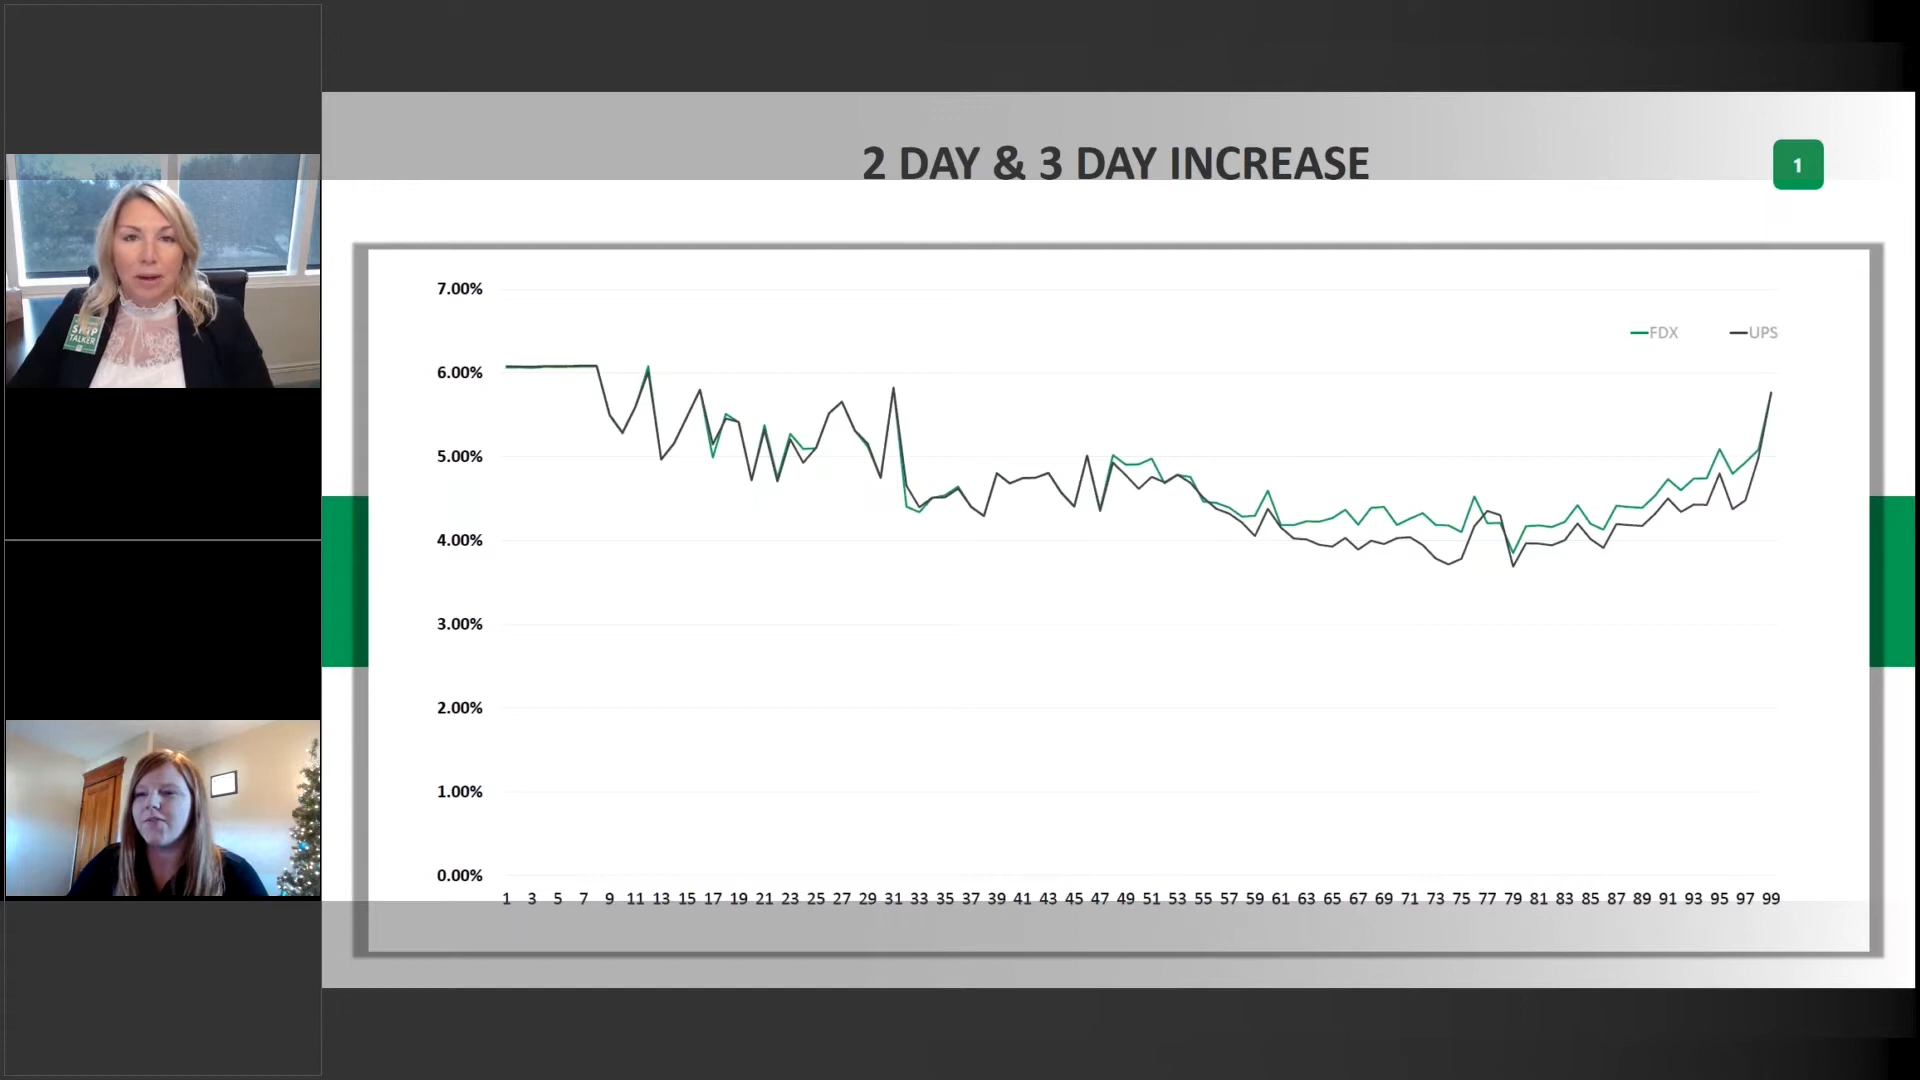 2 DAY & 3 DAY INCREASE
1
FDX UPS
7.00%
6.00%
5.00%
4.00%
3.00%
2.00%
1.00%
0.00%
1 3 5 7 9 11 13 15 17 19 21 23 25 27 29 31 33 35 37 39 41 43 45 47 49 51 53 55 57 59 61 63 65 67 69 71 73 75 77 79 81 83 85 87 89 91 93 95 97 99
SHIP
TALKER